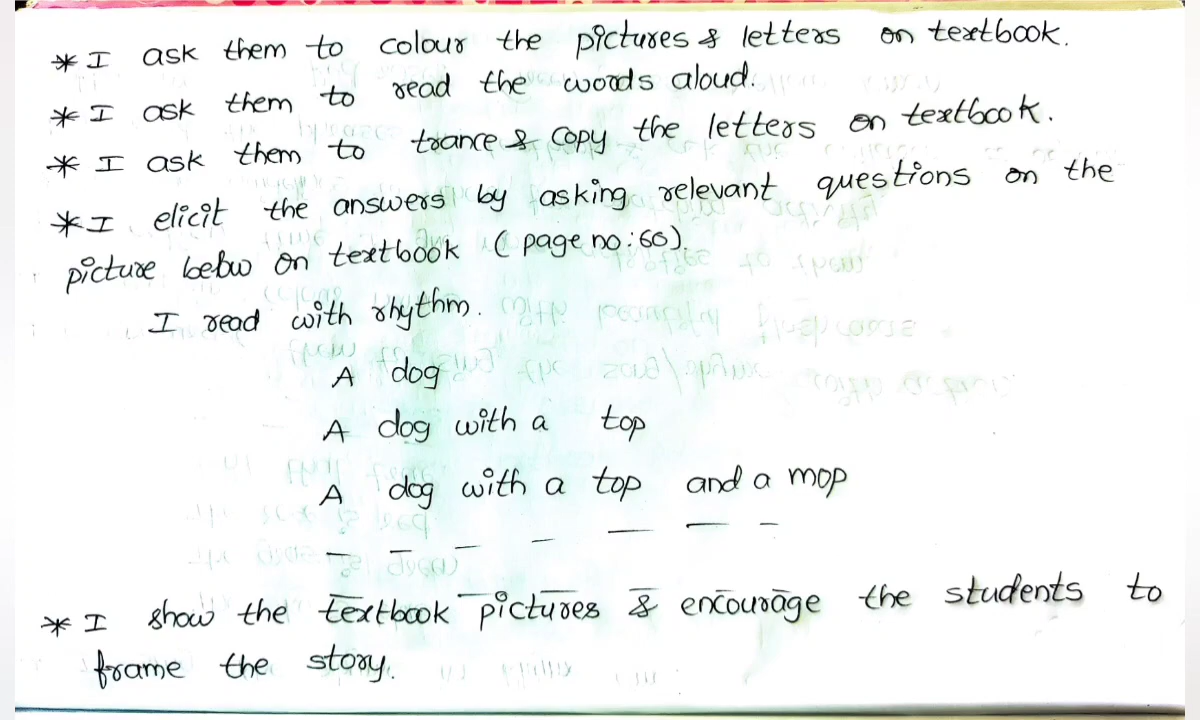 * I ask them to colour the pictures & letters on textbook.
* I ask them to read the words aloud.
* I ask them to trance & copy the letters on textbook.
* I elicit the answers by asking relevant questions on the
picture below on textbook (page no:60).
I read with rhythm.
A dog
A dog with a top
A dog with a top and a mop
— — — — — — —
* I show the textbook pictures & encourage the students to
frame the story.